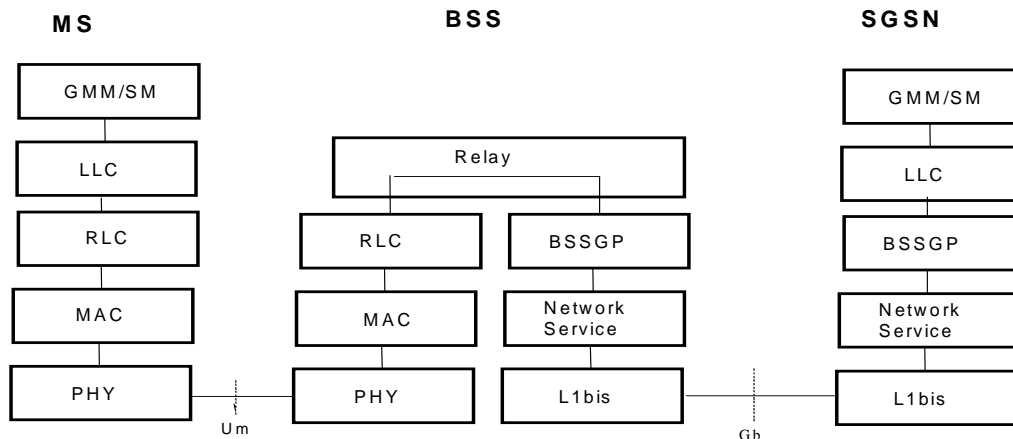 MS
BSS
SGSN
GMM/SM
LLC
RLC
MAC
PHY
Um
Relay
RLC
MAC
PHY
BSSGP
Network
Service
L1bis
Gb
GMM/SM
LLC
BSSGP
Network
Service
L1bis